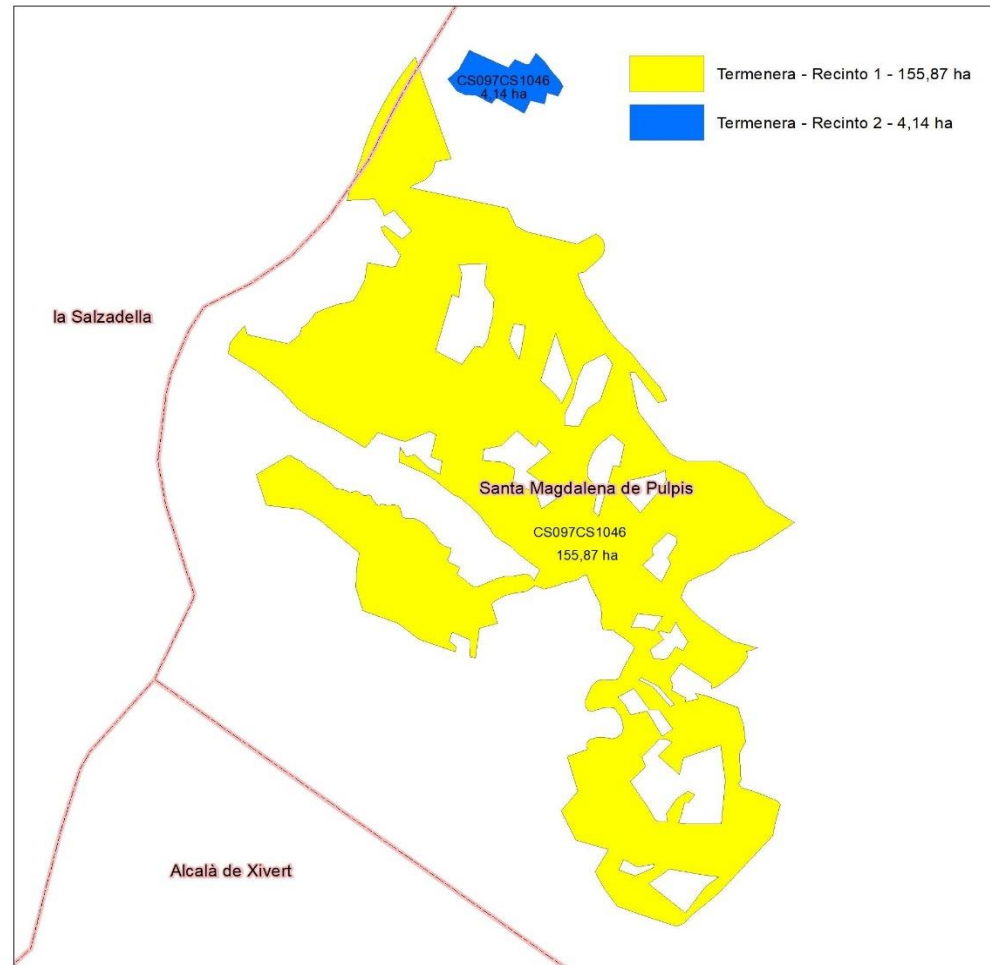 CS097CS1046
4,14 ha
Termenera - Recinto 1 - 155,87 ha
Termenera - Recinto 2 - 4,14 ha
la Salzadella
Santa Magdalena de Pulpis
CS097CS1046
155,87 ha
Alcalà de Xivert